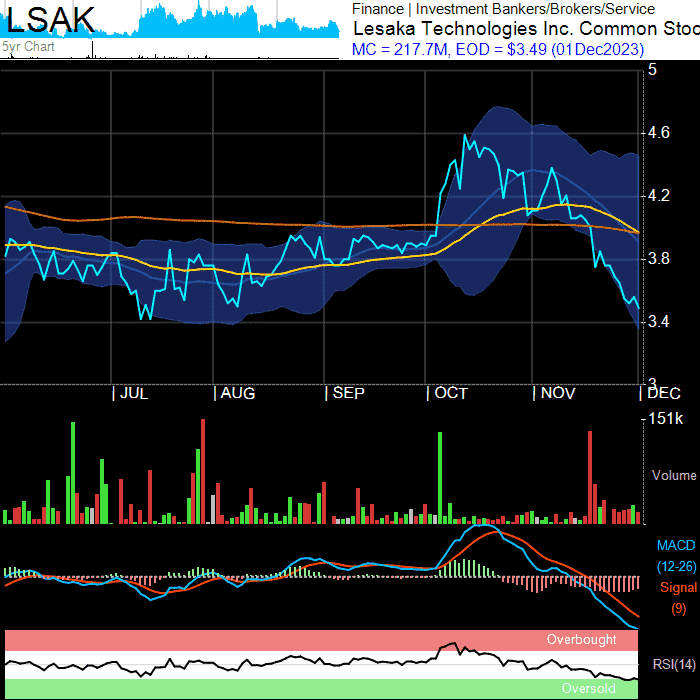 LSAK
5yr Chart
Finance | Investment Bankers/Brokers/Service
Lesaka Technologies Inc. Common Stoc
MC = 217.7M, EOD = $3.49 (01Dec2023)
5
4.6
4.2
3.8
3.4
3
| JUL | AUG | SEP | OCT | NOV | DEC
151k
Volume
MACD
(12-26)
Signal
(9)
Overbought
RSI(14)
Oversold